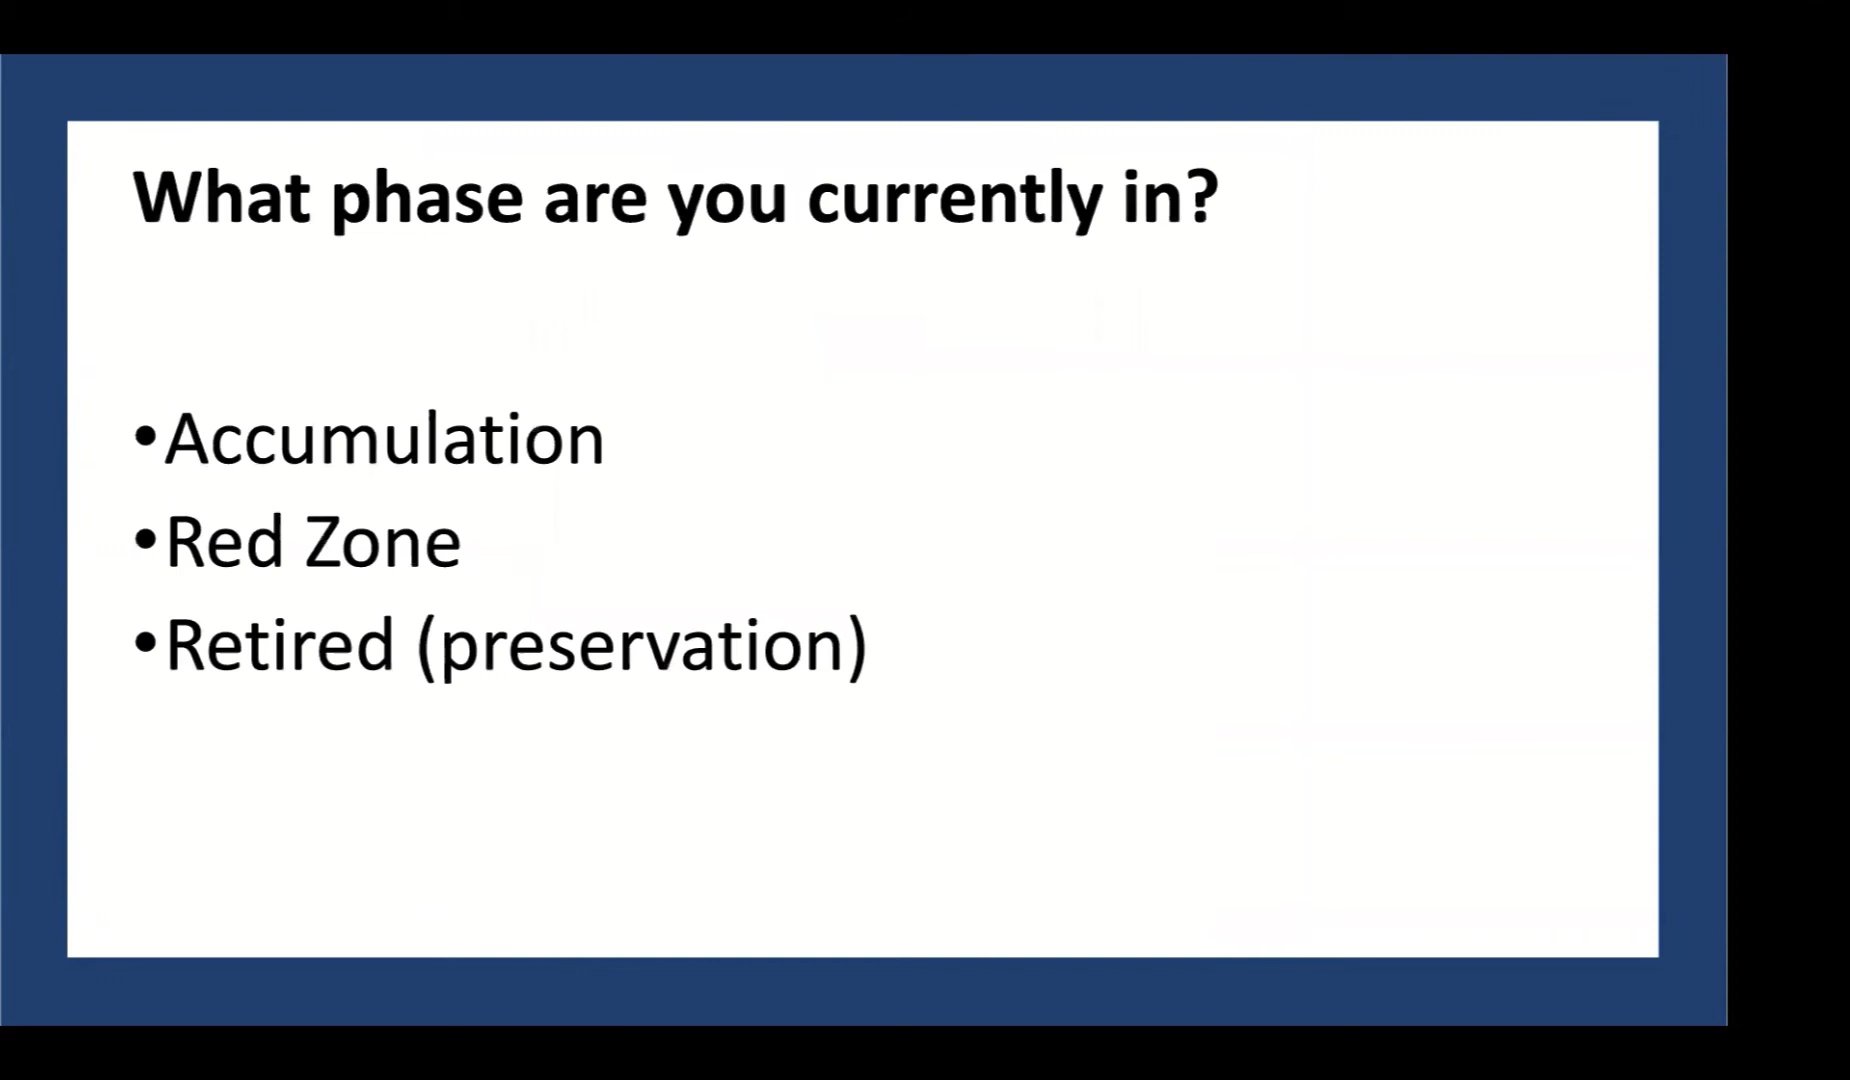 What phase are you currently in?
•Accumulation
•Red Zone
•Retired (preservation)